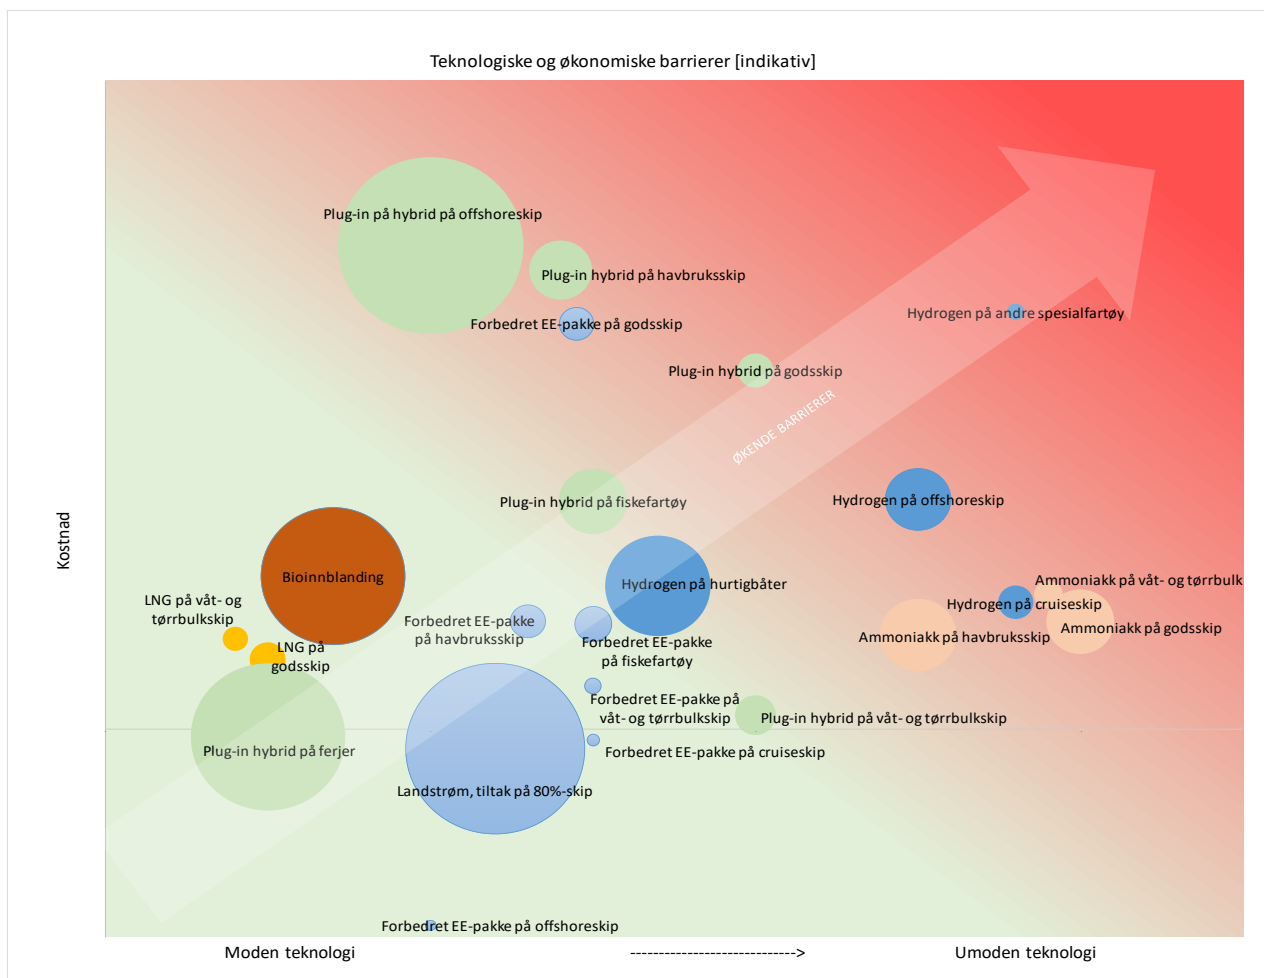 Teknologiske og økonomiske barrierer [indikativ]
Plug-in på hybrid på offshoreskip
Plug-in hybrid på havbruksskip
Forbedret EE-pakke på godsskip
Hydrogen på andre spesialfartøy
Plug-in hybrid på godsskip
ØKENDE BARRIERER
Plug-in hybrid på fiskefartøy
Hydrogen på offshoreskip
Kostnad
Bioinnblanding
Hydrogen på hurtigbåter
Ammoniakk på våt- og tørrbulk
LNG på våt- og
tørrbulkskip
Hydrogen på cruiseskip
Forbedret EE-pakke
på havbruksskip
Ammoniakk på godsskip
Ammoniakk på havbruksskip
Forbedret EE-pakke
på fiskefartøy
LNG på
godsskip
Forbedret EE-pakke på
våt- og tørrbulkskip
Plug-in hybrid på våt- og tørrbulkskip
Plug-in hybrid på ferjer
Forbedret EE-pakke på cruiseskip
Landstrøm, tiltak på 80%-skip
Forbedret EE-pakke på offshoreskip
Moden teknologi
---------------------------->
Umoden teknologi